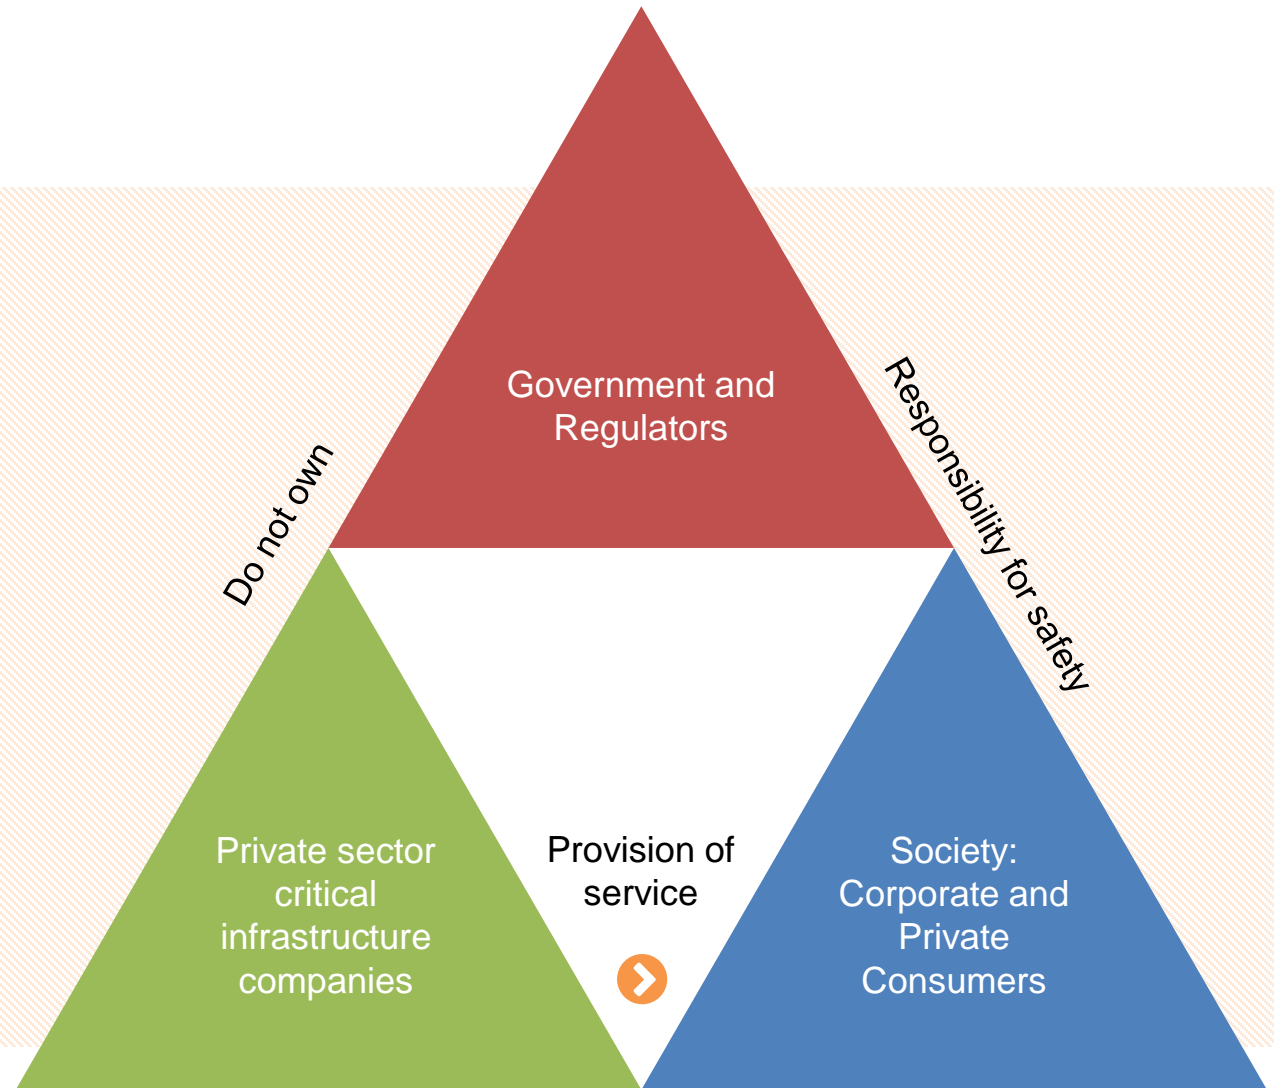 Government and
Regulators
Do not own
Responsibility for safety
Private sector
critical
infrastructure
companies
Provision of
service
Society:
Corporate and
Private
Consumers